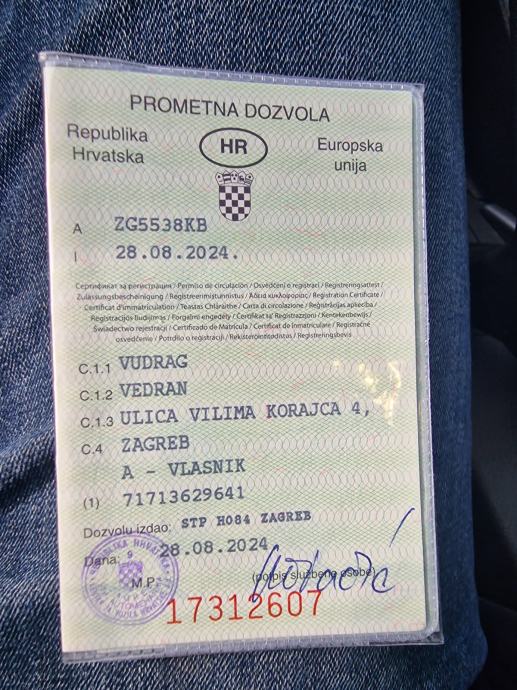 PROMETNA DOZVOLA
Republika Hrvatska
HR
Europska unija
A ZG5538KB
I 28.08.2024.
Сертификат за регистрация / Permiso de circulación / Osvědčení o registraci / Registreringsattest /
Zulassungsbescheinigung / Registreerimistunnistus / Άδεια κυκλοφορίας / Registration Certificate /
Certificat d'immatriculation / Teastas Chláraithe / Carta di circolazione / Reģistrācijas apliecība /
Registracijos liudijimas / Forgalmi engedély / Ċertifikat ta' Reġistrazzjoni / Kentekenbewijs /
Świadectwo rejestracji / Certificado de Matrícula / Certificat de înmatriculare / Registračné
osvedčenie / Potrdilo o registraciji / Rekisteröintitodistus / Registreringsbevis
C.1.1 VUDRAG
C.1.2 VEDRAN
C.1.3 ULICA VILIMA KORAJCA 4,
C.4 ZAGREB
A - VLASNIK
(1) 71713629641
Dozvolu izdao: STP H084 ZAGREB
Dana: 28.08.2024
M.P. (potpis službene osobe)
17312607